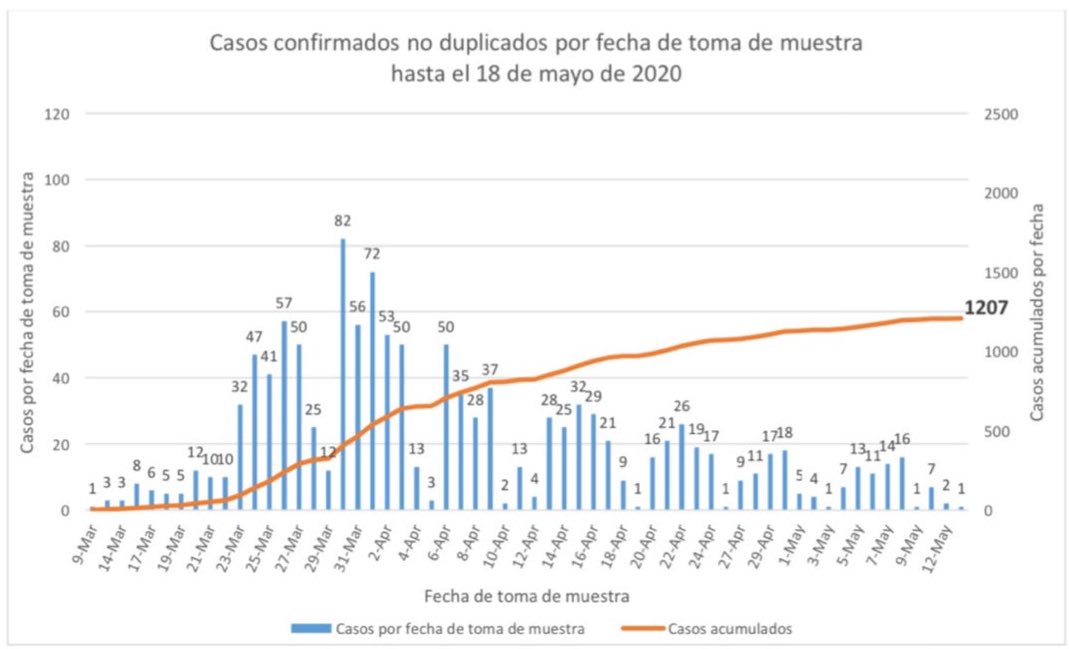 Casos confirmados no duplicados por fecha de toma de muestra
hasta el 18 de mayo de 2020
Casos por fecha de toma de muestra
120
100
80
60
40
20
0
1 3 3 8 6 5 5 12 10 10 32 47 41 57 50 25 12 82 56 72 53 50 13 3 50 35 28 37 2 13 4 28 25 32 29 21 9 1 16 21 26 19 17 1 9 11 17 18 5 4 1 7 13 11 14 16 1 7 2 1
1207
2500
2000
1500
1000
500
0
Casos acumulados por fecha
9-Mar 14-Mar 17-Mar 19-Mar 21-Mar 23-Mar 25-Mar 27-Mar 29-Mar 31-Mar 2-Apr 4-Apr 6-Apr 8-Apr 10-Apr 12-Apr 14-Apr 16-Apr 18-Apr 20-Apr 22-Apr 24-Apr 27-Apr 29-Apr 1-May 3-May 5-May 7-May 9-May 12-May
Fecha de toma de muestra
Casos por fecha de toma de muestra Casos acumulados